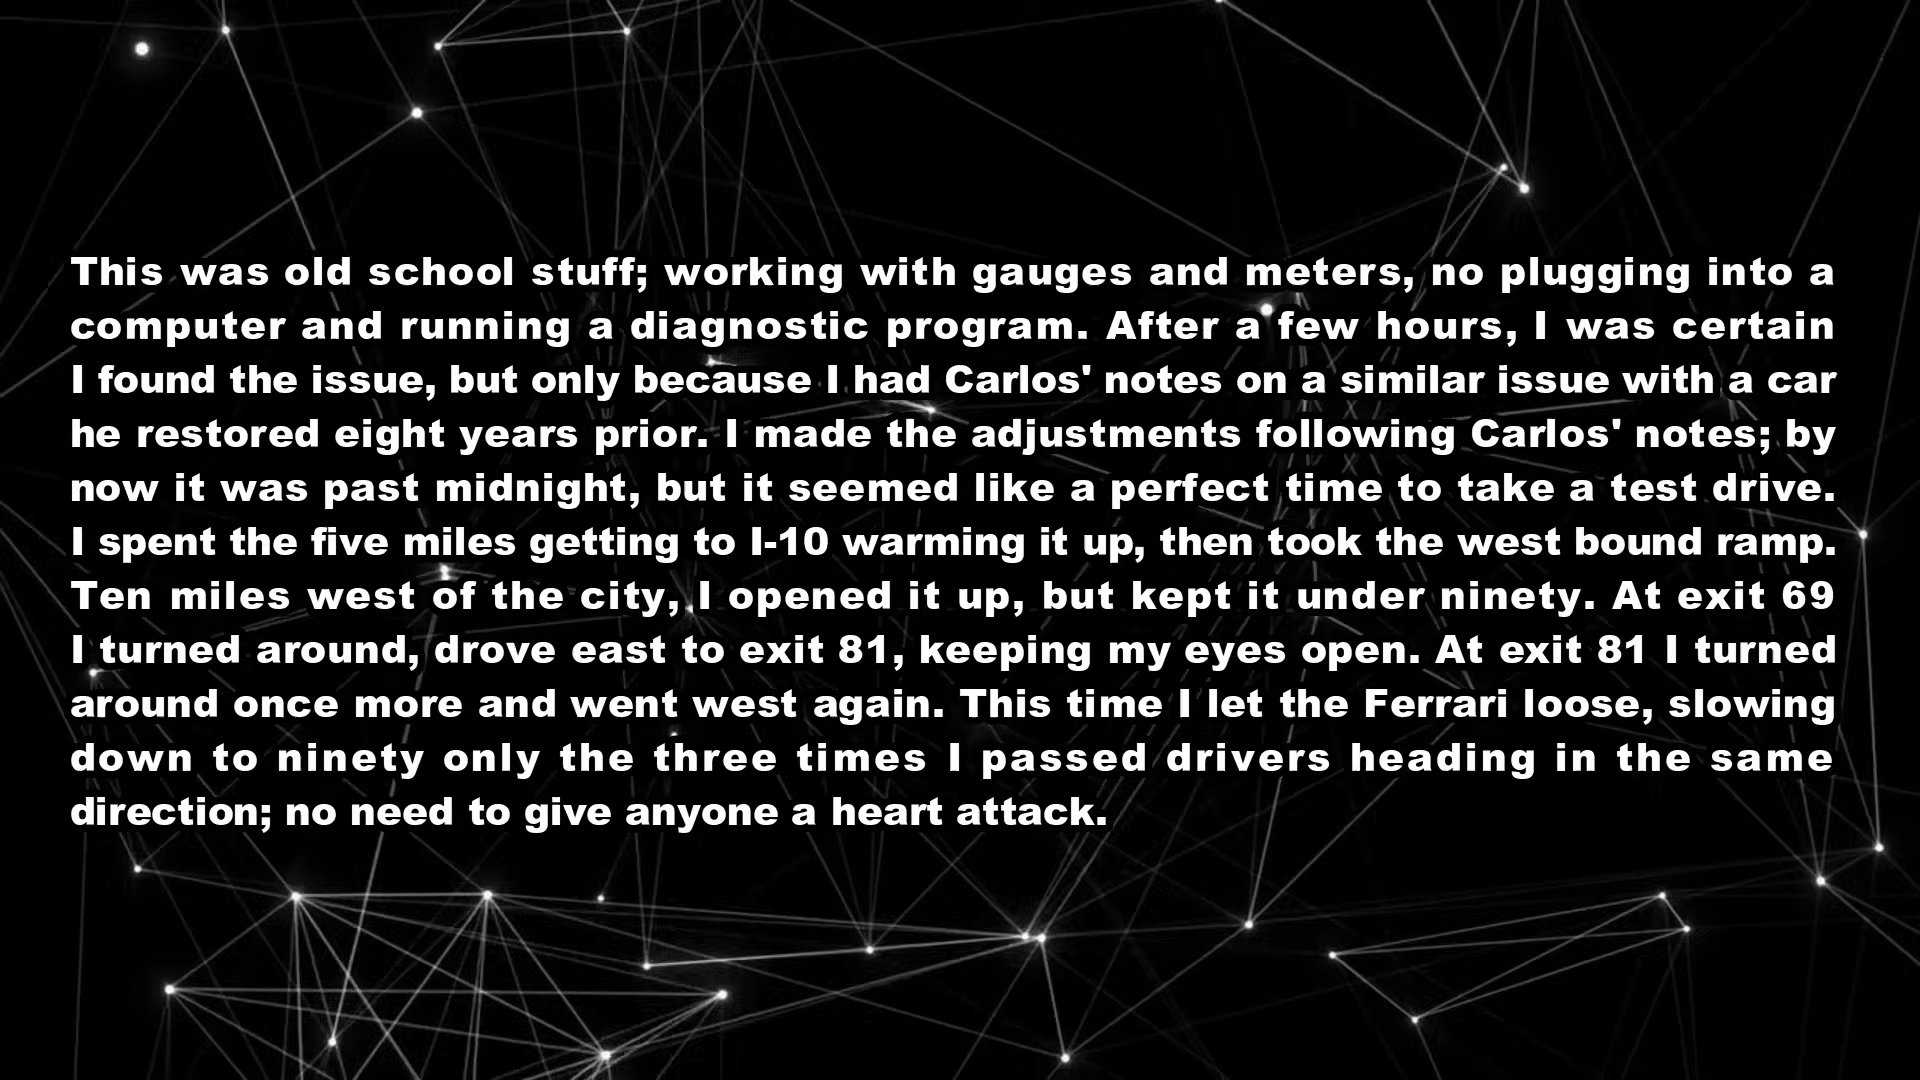 This was old school stuff; working with gauges and meters, no plugging into a
computer and running a diagnostic program. After a few hours, I was certain
I found the issue, but only because I had Carlos' notes on a similar issue with a car
he restored eight years prior. I made the adjustments following Carlos' notes; by
now it was past midnight, but it seemed like a perfect time to take a test drive.
I spent the five miles getting to I-10 warming it up, then took the west bound ramp.
Ten miles west of the city, I opened it up, but kept it under ninety. At exit 69
I turned around, drove east to exit 81, keeping my eyes open. At exit 81 I turned
around once more and went west again. This time I let the Ferrari loose, slowing
down to ninety only the three times I passed drivers heading in the same
direction; no need to give anyone a heart attack.